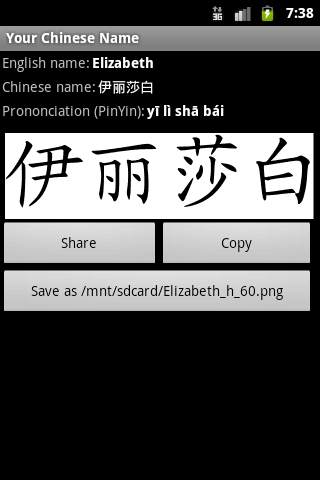 3G 7:38
Your Chinese Name
English name: Elizabeth
Chinese name: 伊丽莎白
Prononciation (PinYin): yī lì shā bái
伊丽莎白
Share Copy
Save as /mnt/sdcard/Elizabeth_h_60.png